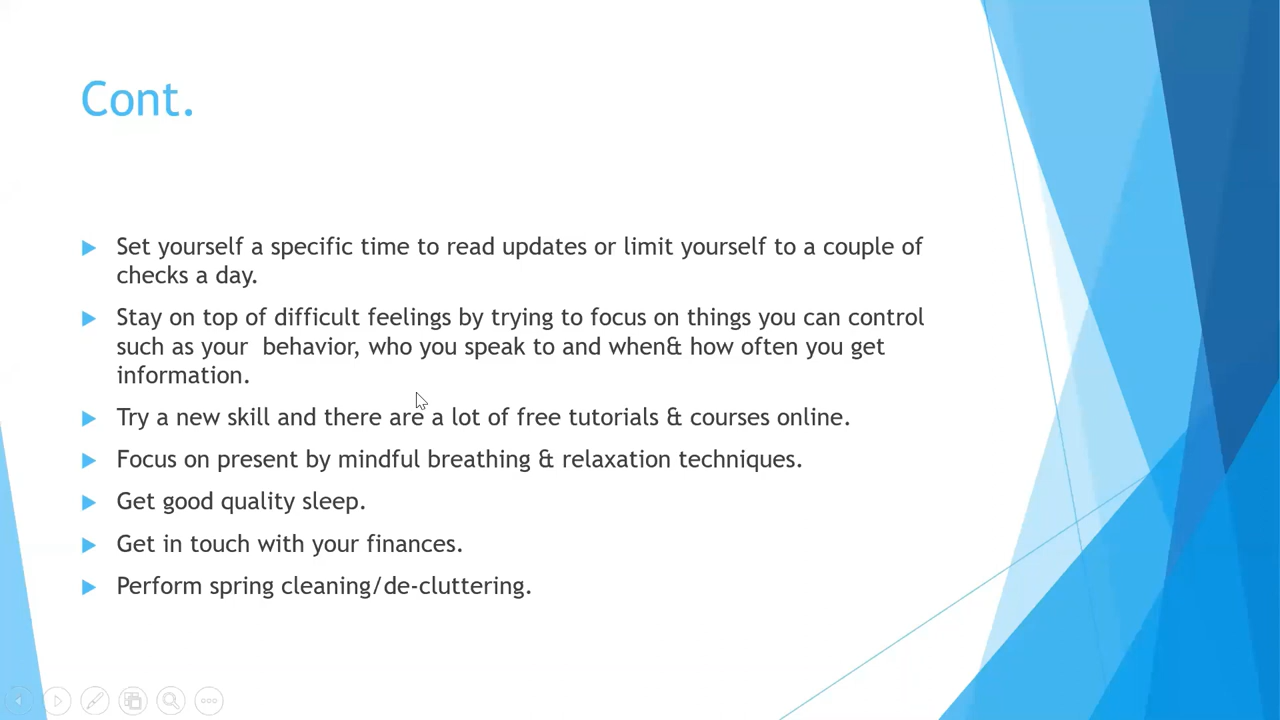 Cont.
Set yourself a specific time to read updates or limit yourself to a couple of
checks a day.
Stay on top of difficult feelings by trying to focus on things you can control
such as your  behavior, who you speak to and when& how often you get
information.
Try a new skill and there are a lot of free tutorials & courses online.
Focus on present by mindful breathing & relaxation techniques.
Get good quality sleep.
Get in touch with your finances.
Perform spring cleaning/de-cluttering.